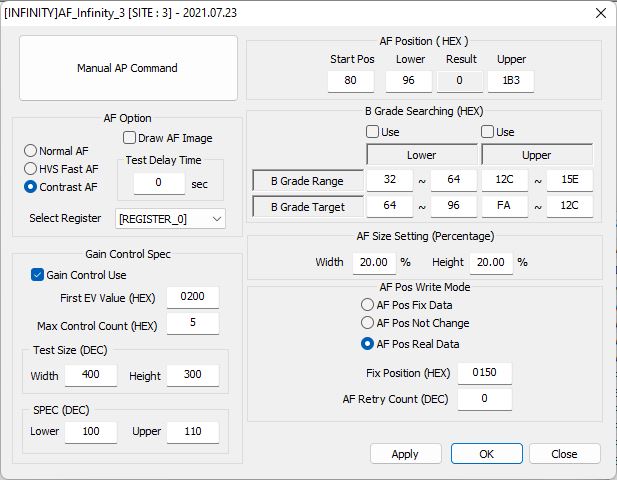 [INFINITY]AF_Infinity_3 [SITE : 3] - 2021.07.23
Manual AP Command
AF Position ( HEX )
Start Pos Lower Result Upper
80 96 0 1B3
AF Option
Draw AF Image
Normal AF
HVS Fast AF
Contrast AF
Test Delay Time
0 sec
Select Register [REGISTER_0]
B Grade Searching (HEX)
Use Use
Lower Upper
B Grade Range 32 ~ 64 12C ~ 15E
B Grade Target 64 ~ 96 FA ~ 12C
AF Size Setting (Percentage)
Width 20.00 % Height 20.00 %
Gain Control Spec
Gain Control Use
First EV Value (HEX) 0200
Max Control Count (HEX) 5
Test Size (DEC)
Width 400 Height 300
SPEC (DEC)
Lower 100 Upper 110
AF Pos Write Mode
AF Pos Fix Data
AF Pos Not Change
AF Pos Real Data
Fix Position (HEX) 0150
AF Retry Count (DEC) 0
Apply OK Close